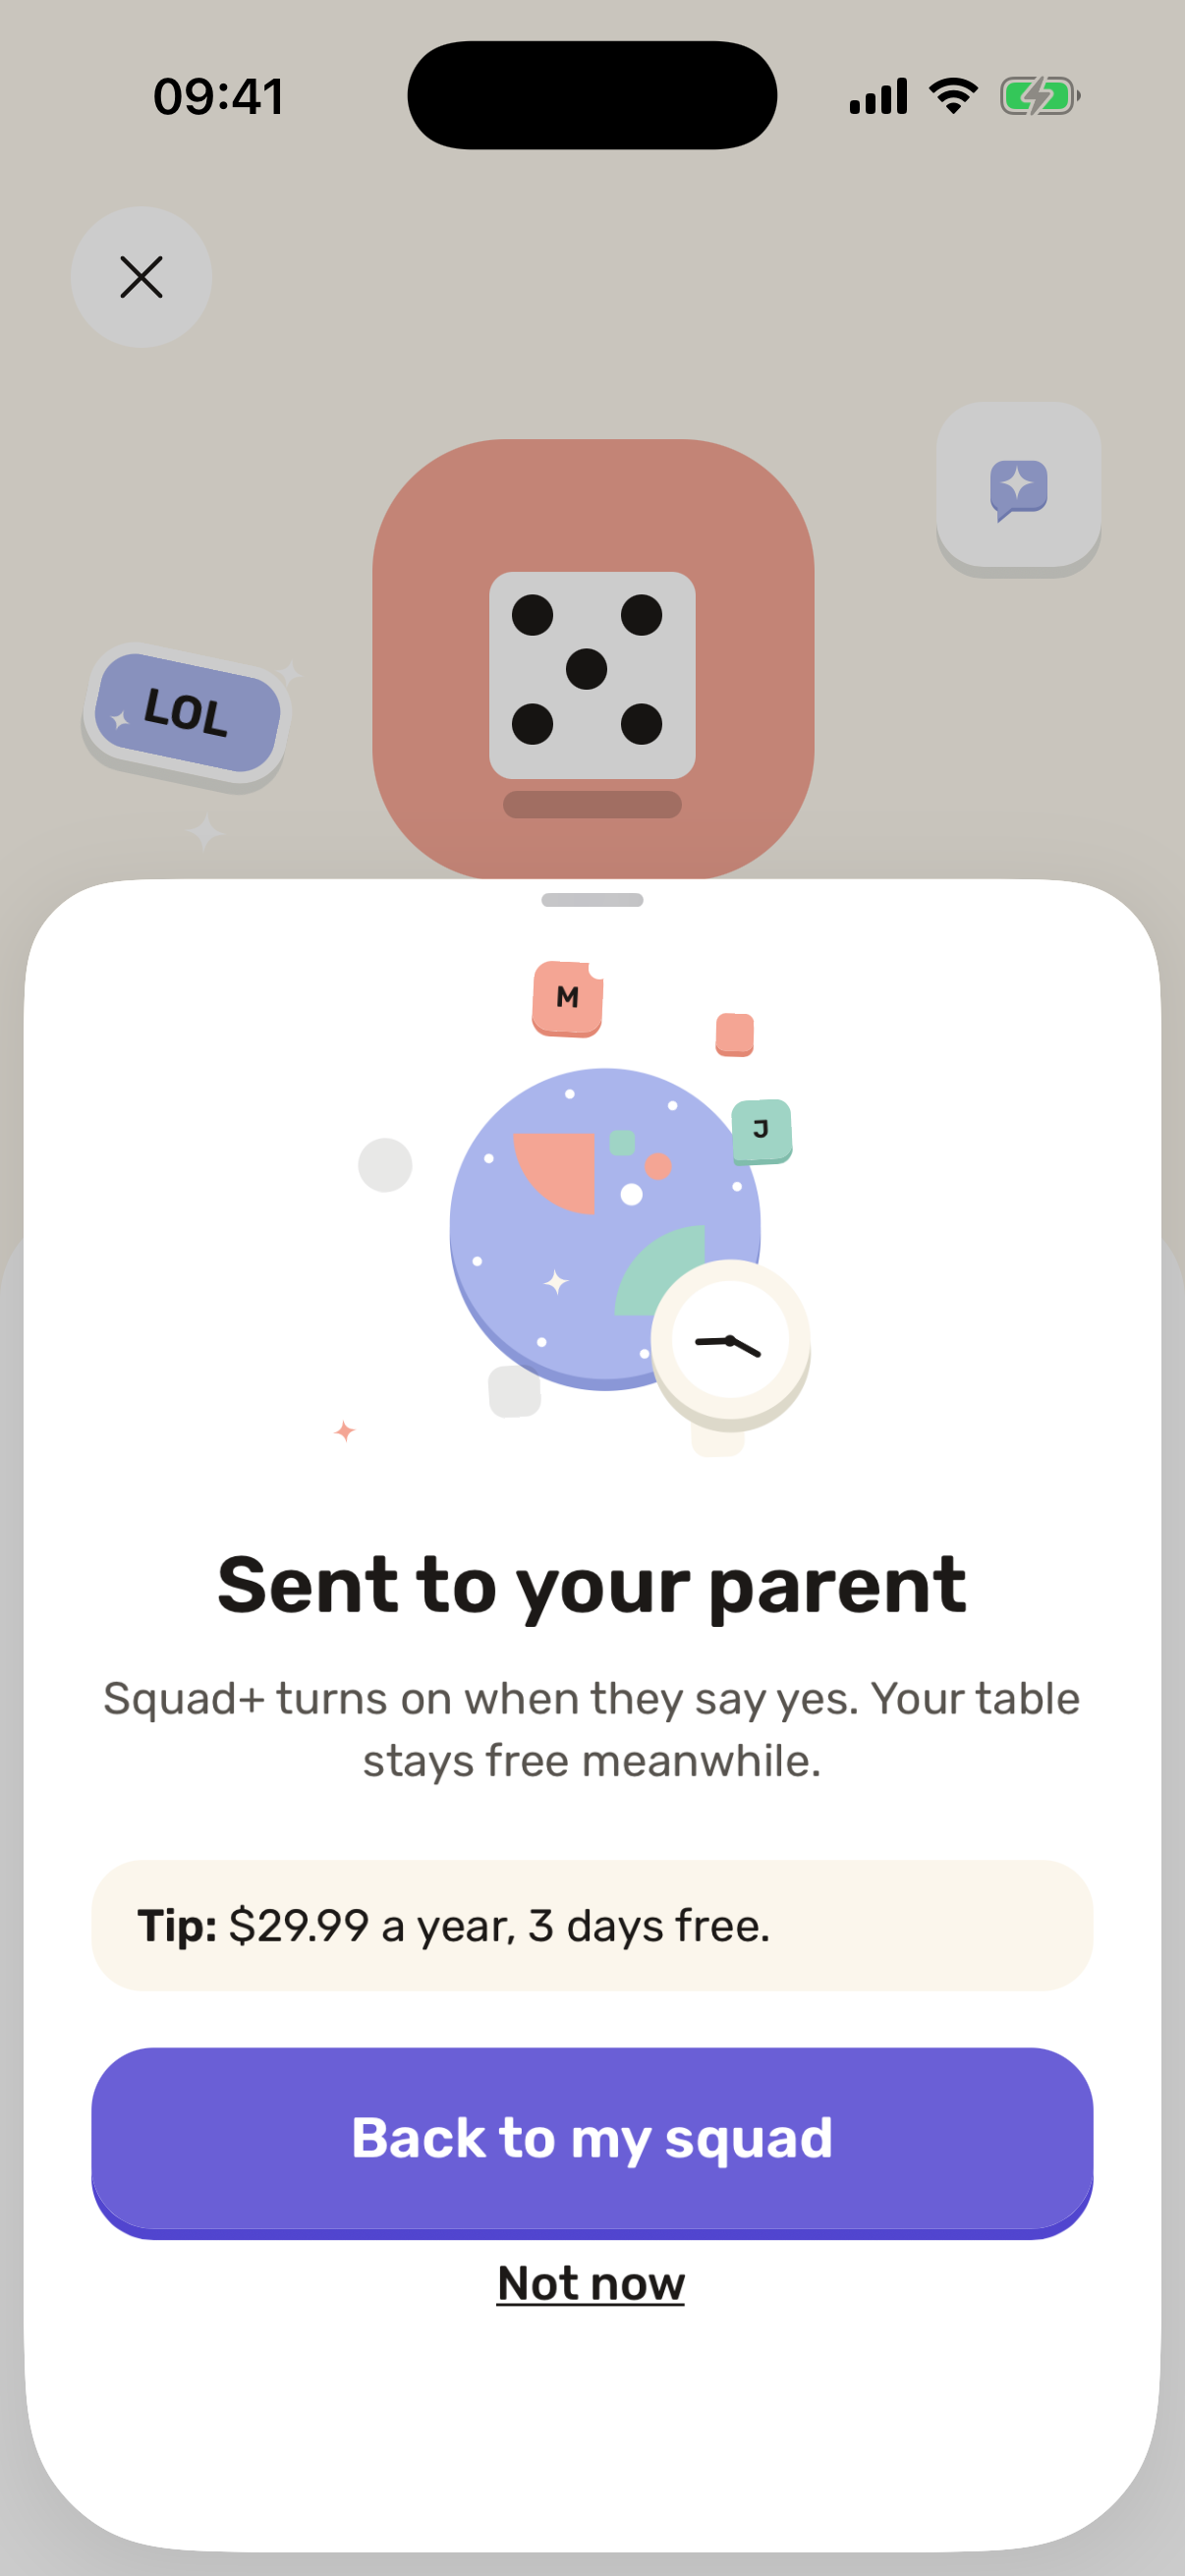 09:41
LOL
M
J
Sent to your parent
Squad+ turns on when they say yes. Your table
stays free meanwhile.
Tip: $29.99 a year, 3 days free.
Back to my squad
Not now